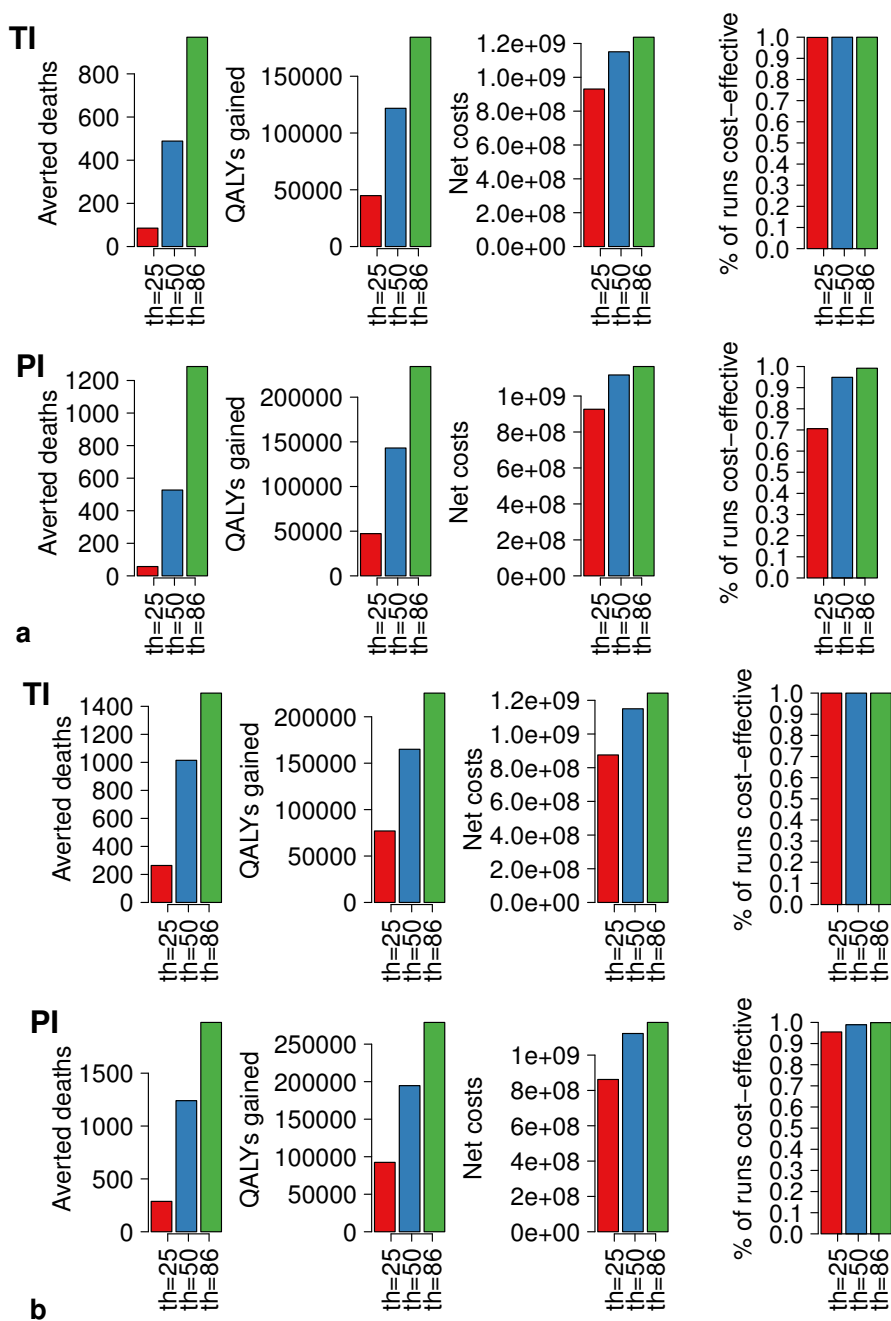 TI
Averted deaths
800
600
400
200
0
th=25
th=50
th=86
QALYs gained
150000
100000
50000
0
th=25
th=50
th=86
Net costs
1.2e+09
1.0e+09
8.0e+08
6.0e+08
4.0e+08
2.0e+08
0.0e+00
th=25
th=50
th=86
% of runs cost−effective
1.0
0.9
0.8
0.7
0.6
0.5
0.4
0.3
0.2
0.1
0.0
th=25
th=50
th=86
PI
Averted deaths
1200
1000
800
600
400
200
0
th=25
th=50
th=86
QALYs gained
200000
150000
100000
50000
0
th=25
th=50
th=86
Net costs
1e+09
8e+08
6e+08
4e+08
2e+08
0e+00
th=25
th=50
th=86
% of runs cost−effective
1.0
0.9
0.8
0.7
0.6
0.5
0.4
0.3
0.2
0.1
0.0
th=25
th=50
th=86
a
TI
Averted deaths
1400
1200
1000
800
600
400
200
0
th=25
th=50
th=86
QALYs gained
200000
150000
100000
50000
0
th=25
th=50
th=86
Net costs
1.2e+09
1.0e+09
8.0e+08
6.0e+08
4.0e+08
2.0e+08
0.0e+00
th=25
th=50
th=86
% of runs cost−effective
1.0
0.9
0.8
0.7
0.6
0.5
0.4
0.3
0.2
0.1
0.0
th=25
th=50
th=86
PI
Averted deaths
1500
1000
500
0
th=25
th=50
th=86
QALYs gained
250000
200000
150000
100000
50000
0
th=25
th=50
th=86
Net costs
1e+09
8e+08
6e+08
4e+08
2e+08
0e+00
th=25
th=50
th=86
% of runs cost−effective
1.0
0.9
0.8
0.7
0.6
0.5
0.4
0.3
0.2
0.1
0.0
th=25
th=50
th=86
b